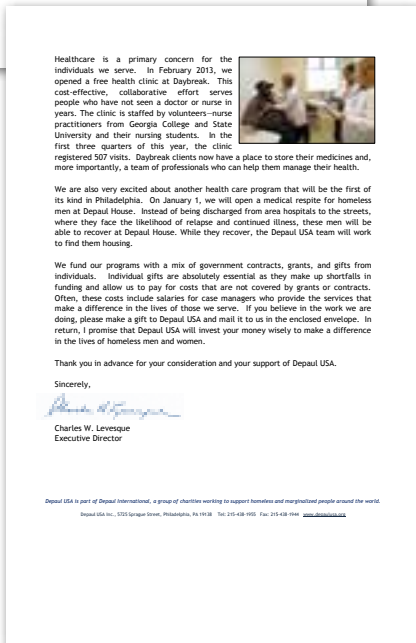 Healthcare is a primary concern for the
individuals we serve. In February 2013, we
opened a free health clinic at Daybreak. This
cost-effective, collaborative effort serves
people who have not seen a doctor or nurse in
years. The clinic is staffed by volunteers—nurse
practitioners from Georgia College and State
University and their nursing students. In the
first three quarters of this year, the clinic
registered 507 visits. Daybreak clients now have a place to store their medicines and,
more importantly, a team of professionals who can help them manage their health.
We are also very excited about another health care program that will be the first of
its kind in Philadelphia. On January 1, we will open a medical respite for homeless
men at Depaul House. Instead of being discharged from area hospitals to the streets,
where they face the likelihood of relapse and continued illness, these men will be
able to recover at Depaul House. While they recover, the Depaul USA team will work
to find them housing.
We fund our programs with a mix of government contracts, grants, and gifts from
individuals. Individual gifts are absolutely essential as they make up shortfalls in
funding and allow us to pay for costs that are not covered by grants or contracts.
Often, these costs include salaries for case managers who provide the services that
make a difference in the lives of those we serve. If you believe in the work we are
doing, please make a gift to Depaul USA and mail it to us in the enclosed envelope. In
return, I promise that Depaul USA will invest your money wisely to make a difference
in the lives of homeless men and women.
Thank you in advance for your consideration and your support of Depaul USA.
Sincerely,
Charles W. Levesque
Executive Director
Depaul USA is part of Depaul International, a group of charities working to support homeless and marginalized people around the world.
Depaul USA Inc., 5725 Sprague Street, Philadelphia, PA 19138 Tel: 215-438-1955 Fax: 215-438-1944 www.depaulusa.org